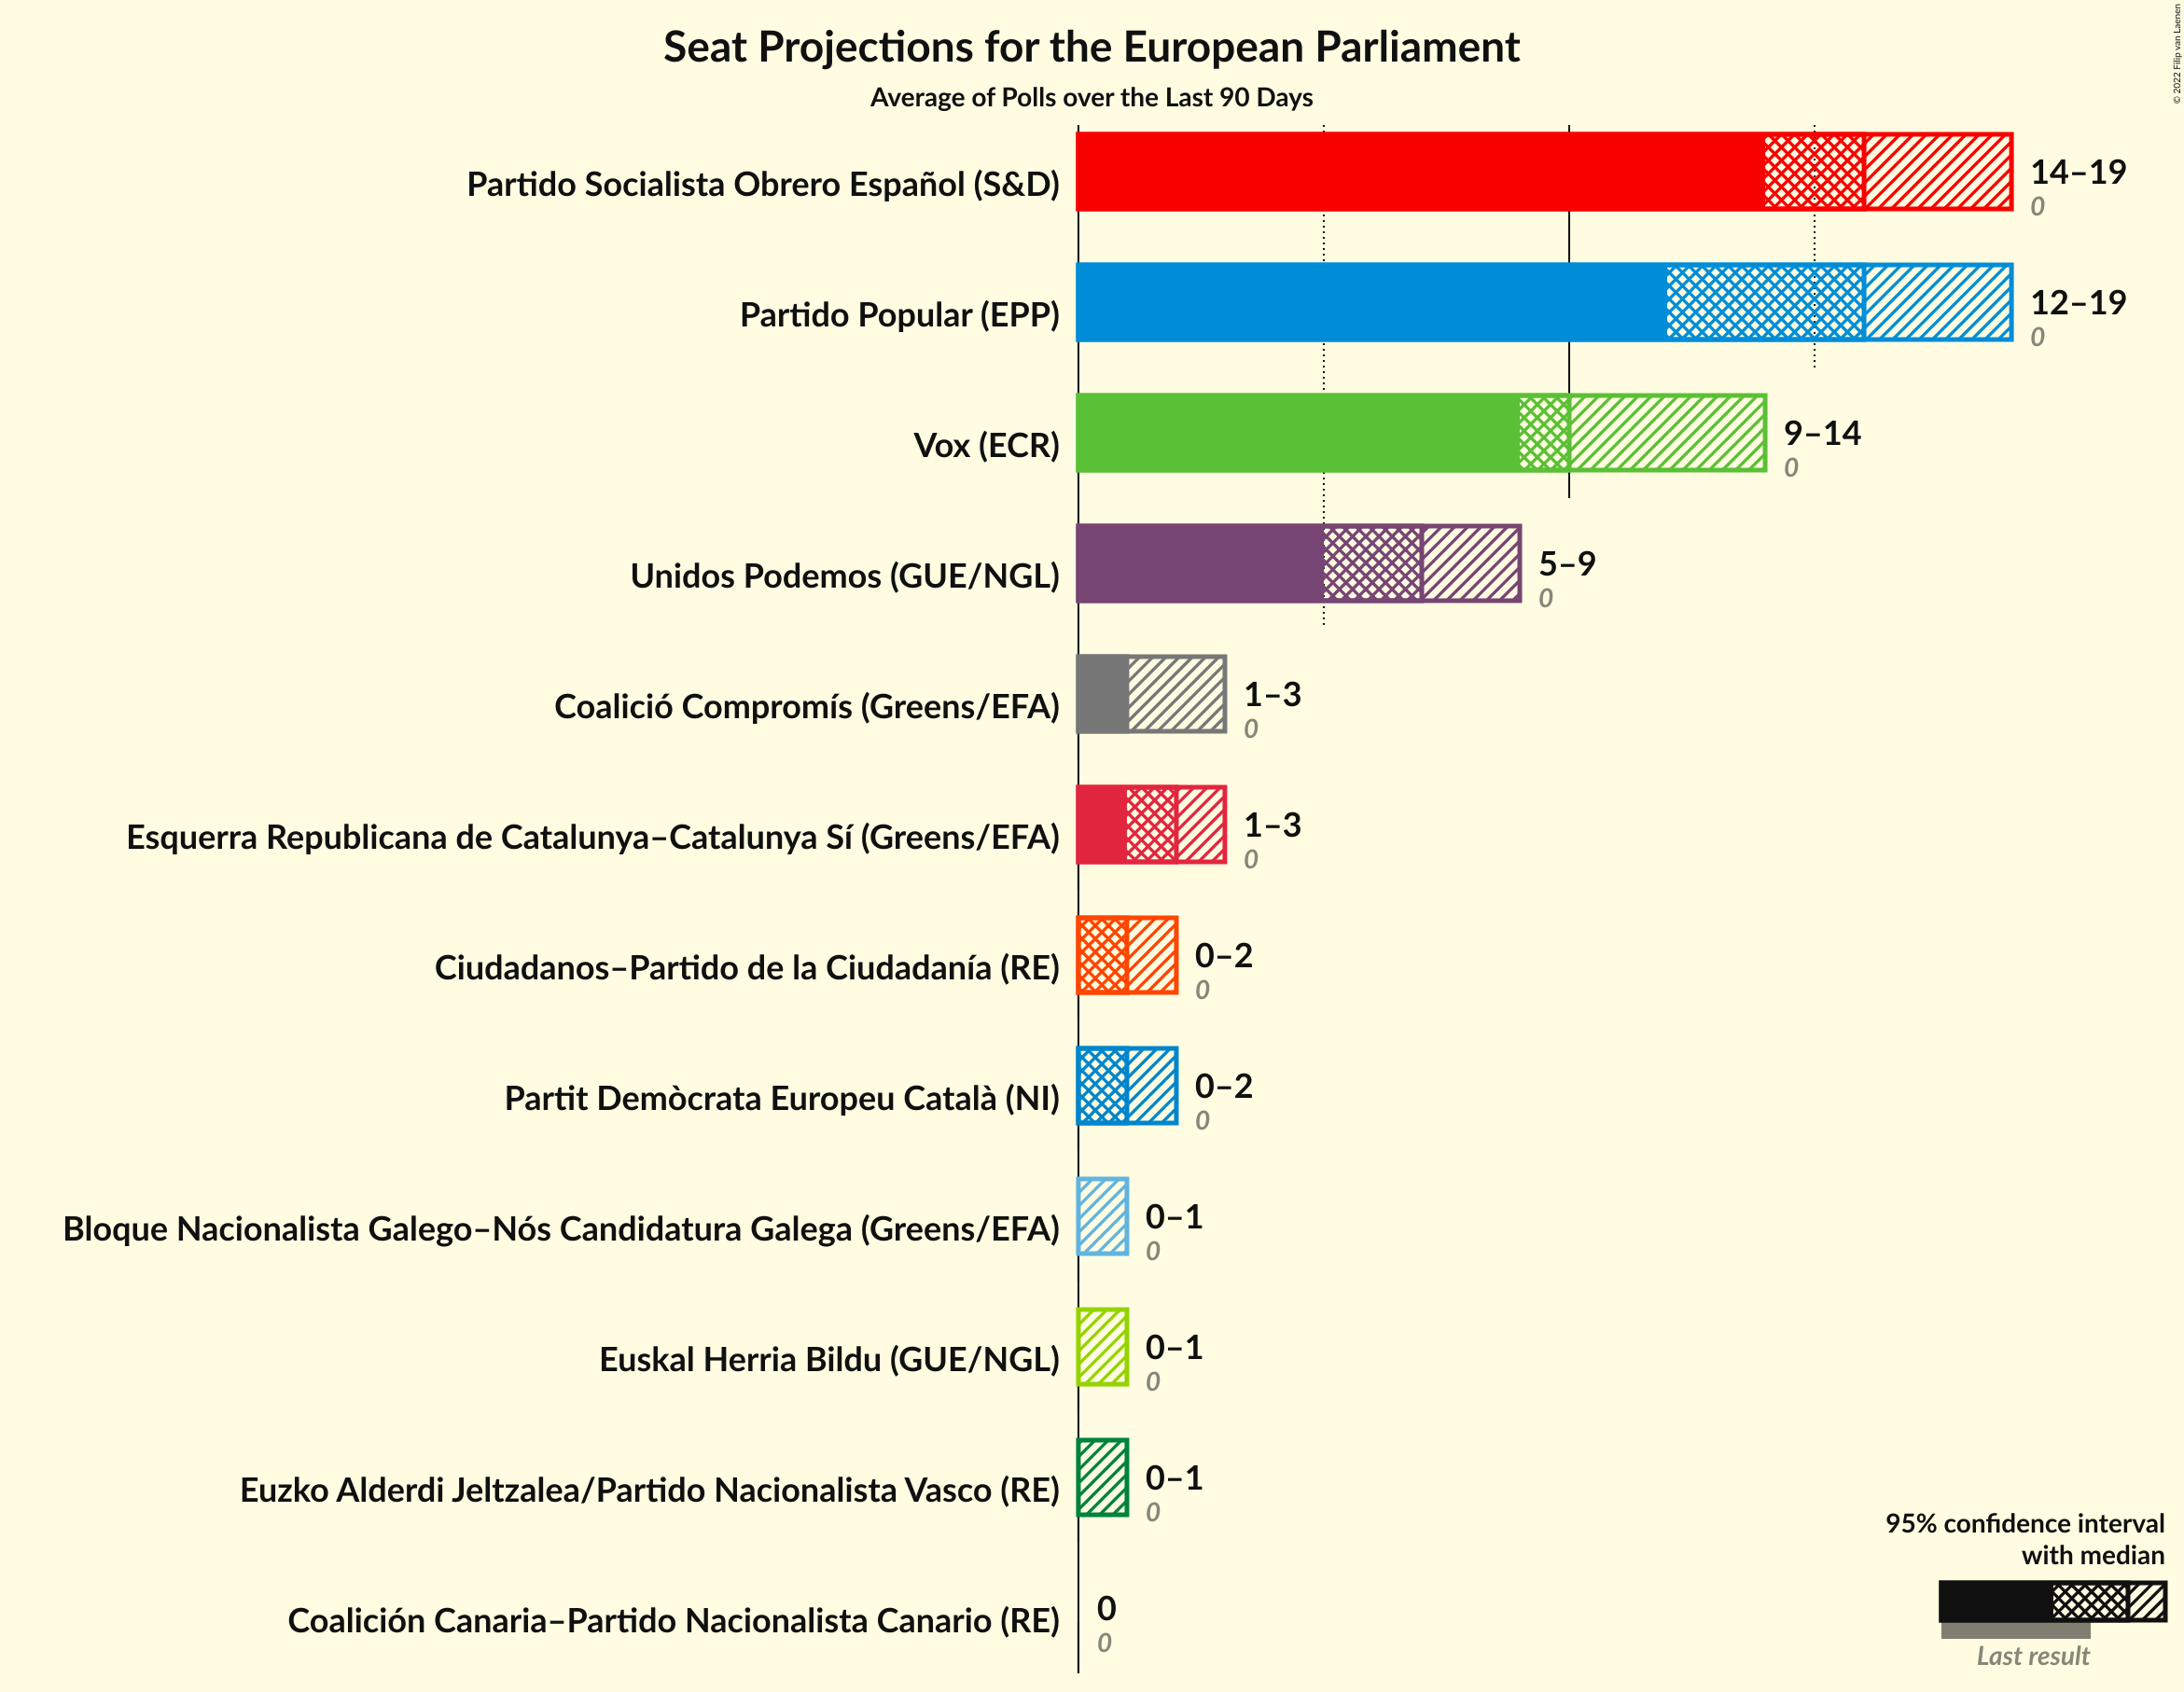 © 2022 Filip van Laenen
Seat Projections for the European Parliament
Average of Polls over the Last 90 Days
Partido Socialista Obrero Español (S&D)
14–19
0
Partido Popular (EPP)
12–19
0
Vox (ECR)
9–14
0
Unidos Podemos (GUE/NGL)
5–9
0
Coalició Compromís (Greens/EFA)
1–3
0
Esquerra Republicana de Catalunya–Catalunya Sí (Greens/EFA)
1–3
0
Ciudadanos–Partido de la Ciudadanía (RE)
0–2
0
Partit Demòcrata Europeu Català (NI)
0–2
0
Bloque Nacionalista Galego–Nós Candidatura Galega (Greens/EFA)
0–1
0
Euskal Herria Bildu (GUE/NGL)
0–1
0
Euzko Alderdi Jeltzalea/Partido Nacionalista Vasco (RE)
0–1
0
Coalición Canaria–Partido Nacionalista Canario (RE)
0
0
95% confidence interval
with median
Last result